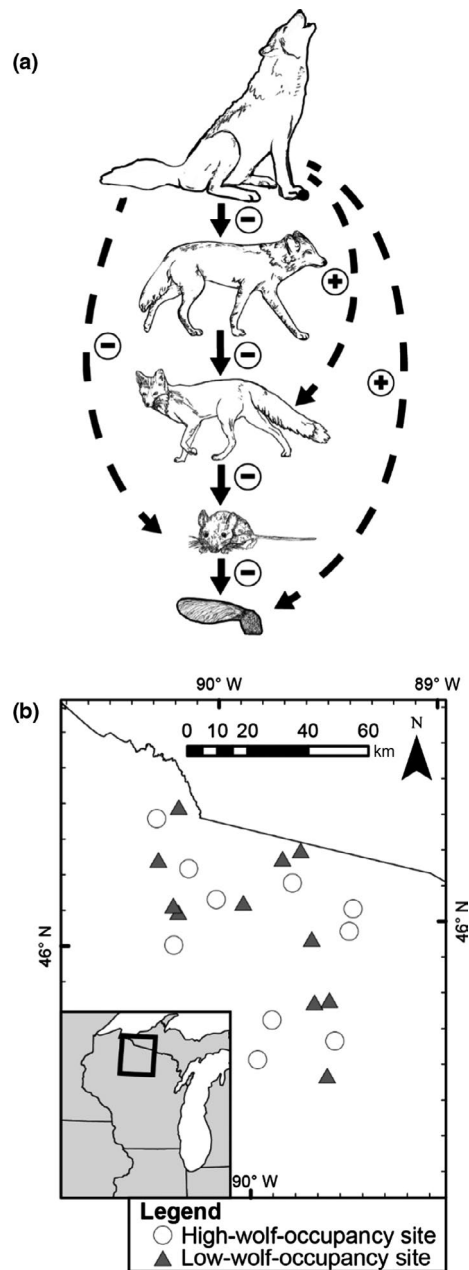 (a)
−
+
−
−
+
−
−
(b)
90° W 89° W
0 10 20 40 60
km
N
46° N
46° N
90° W
Legend
High-wolf-occupancy site
Low-wolf-occupancy site